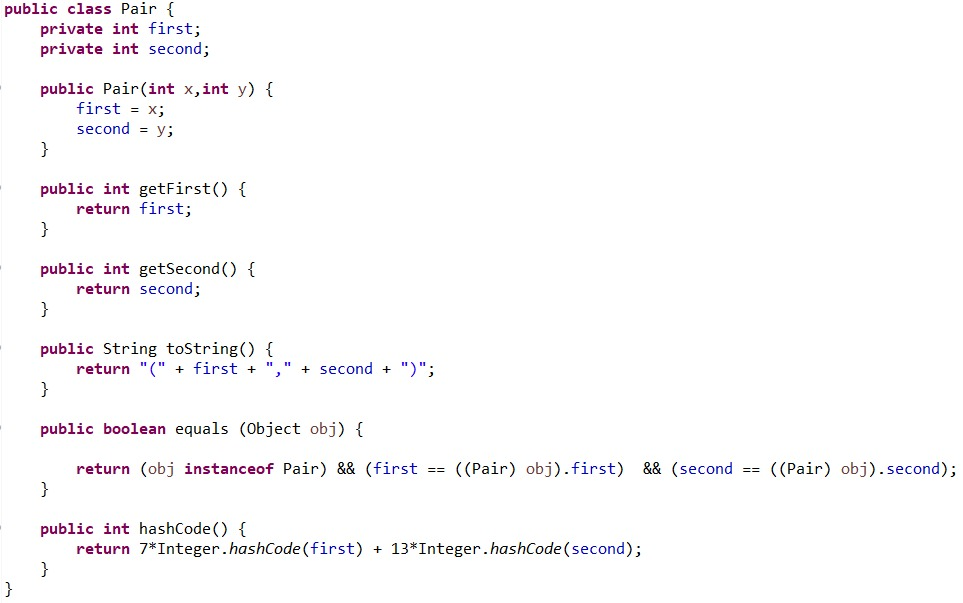 public class Pair {
    private int first;
    private int second;

    public Pair(int x,int y) {
        first = x;
        second = y;
    }

    public int getFirst() {
        return first;
    }

    public int getSecond() {
        return second;
    }

    public String toString() {
        return "(" + first + "," + second + ")";
    }

    public boolean equals (Object obj) {

        return (obj instanceof Pair) && (first == ((Pair) obj).first)  && (second == ((Pair) obj).second);
    }

    public int hashCode() {
        return 7*Integer.hashCode(first) + 13*Integer.hashCode(second);
    }
}